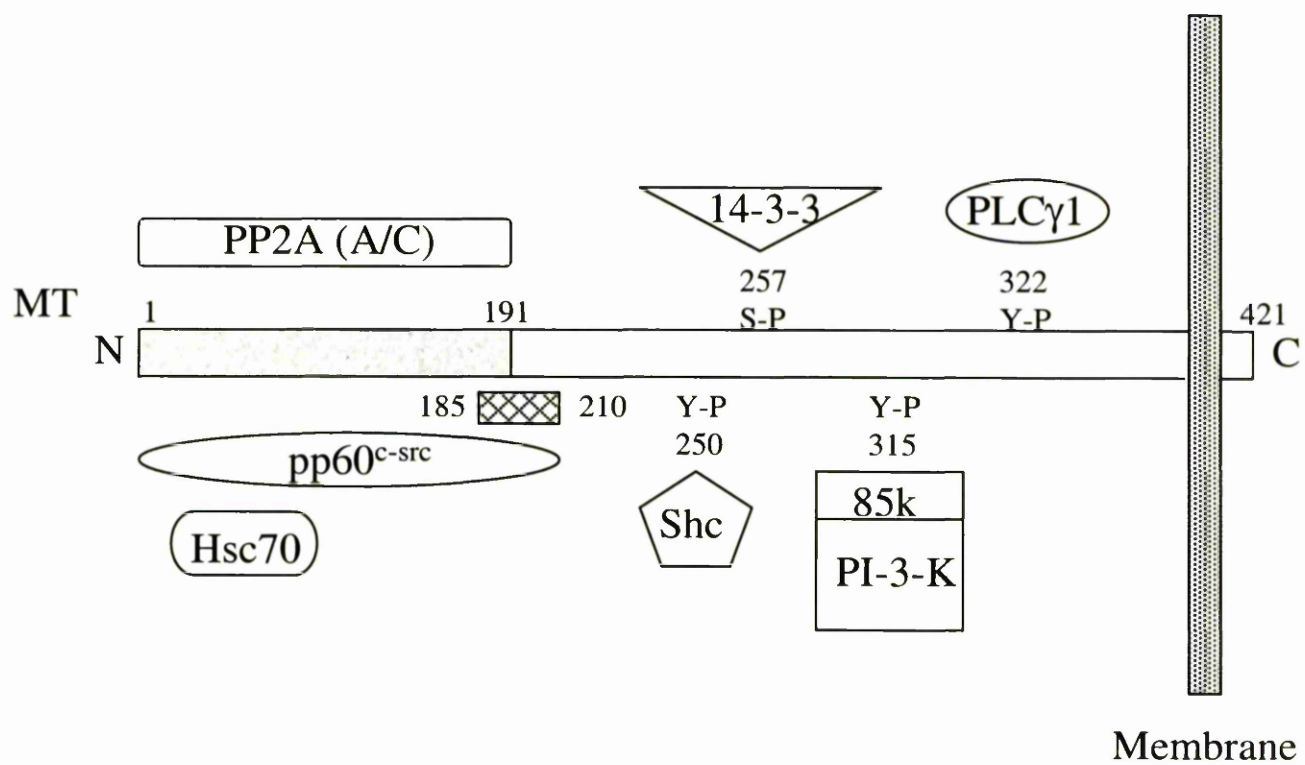 14-3-3
PLCγ1
PP2A (A/C)
257
322
MT
1
191
S-P
Y-P
421
N
C
185
210
Y-P
Y-P
250
315
pp60c-src
85k
Shc
Hsc70
PI-3-K
Membrane